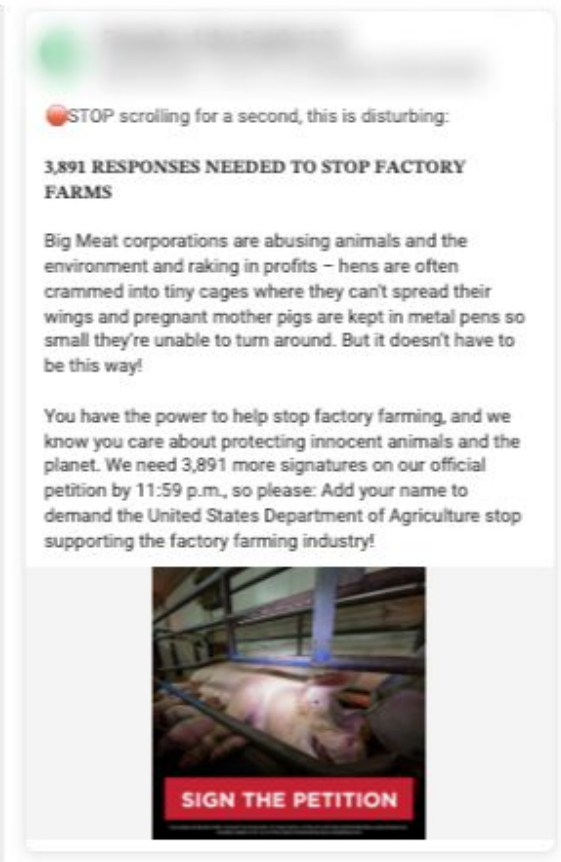 STOP scrolling for a second, this is disturbing:
3,891 RESPONSES NEEDED TO STOP FACTORY
FARMS
Big Meat corporations are abusing animals and the
environment and raking in profits – hens are often
crammed into tiny cages where they can't spread their
wings and pregnant mother pigs are kept in metal pens so
small they're unable to turn around. But it doesn't have to
be this way!
You have the power to help stop factory farming, and we
know you care about protecting innocent animals and the
planet. We need 3,891 more signatures on our official
petition by 11:59 p.m., so please: Add your name to
demand the United States Department of Agriculture stop
supporting the factory farming industry!
SIGN THE PETITION